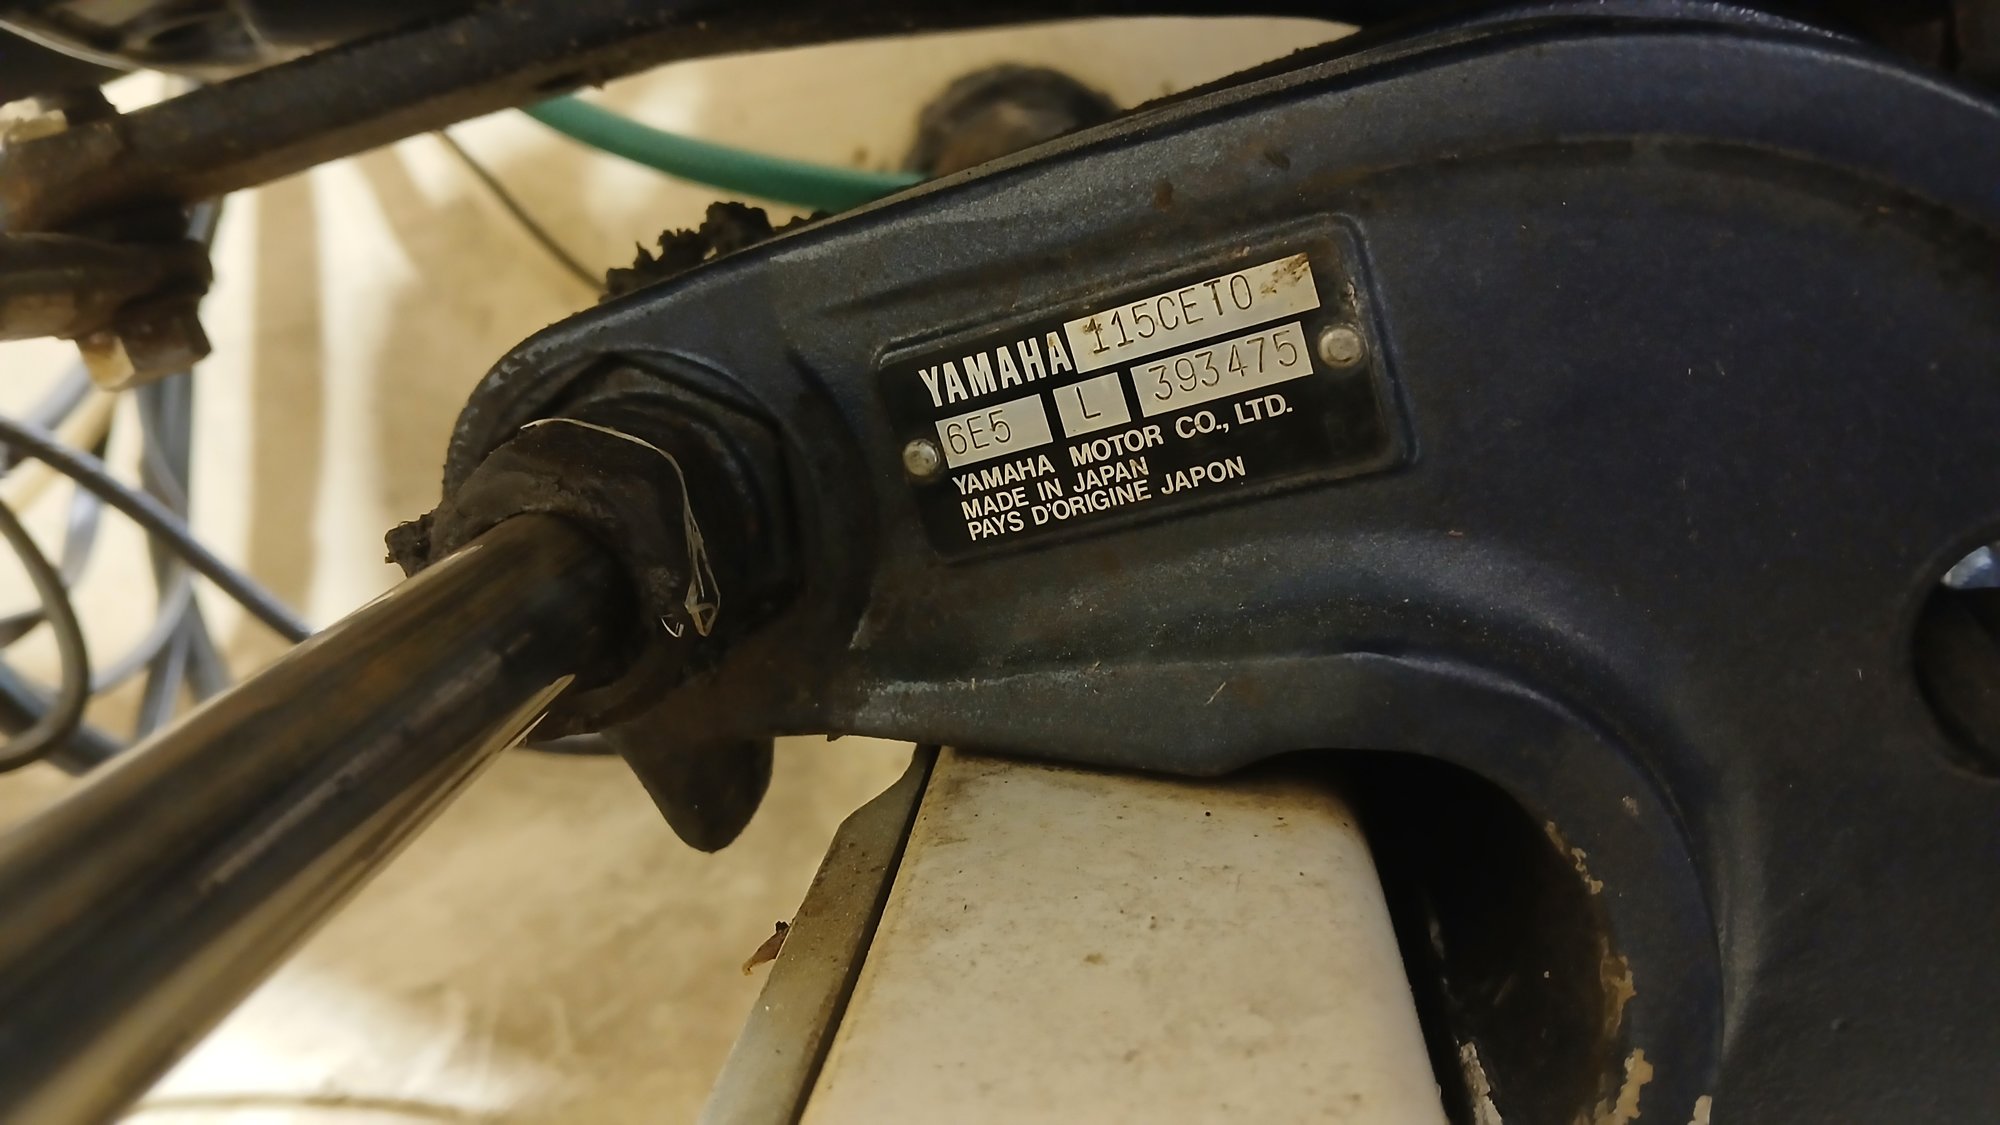 YAMAHA 115CETO
6E5 L 393475
YAMAHA MOTOR CO., LTD.
MADE IN JAPAN
PAYS D'ORIGINE JAPON